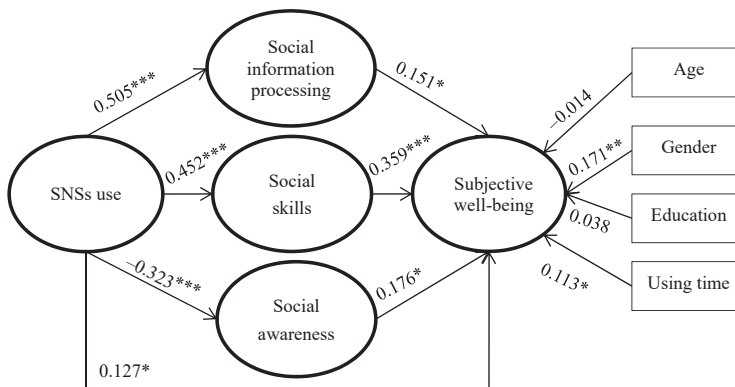 Social
information
processing
Age
0.505***
0.151*
–0.014
Gender
0.171**
SNSs use
0.452***
Social
skills
0.359***
Subjective
well-being
0.038
Education
–0.323***
Social
awareness
0.176*
0.113*
Using time
0.127*